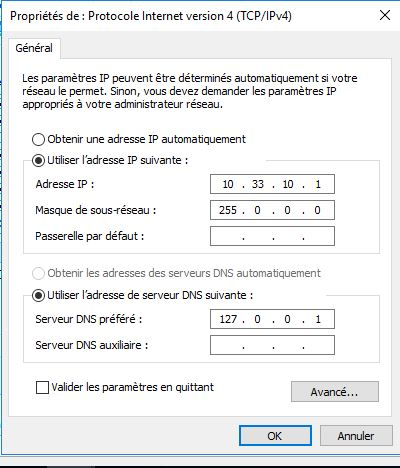 Propriétés de : Protocole Internet version 4 (TCP/IPv4)
Général
Les paramètres IP peuvent être déterminés automatiquement si votre
réseau le permet. Sinon, vous devez demander les paramètres IP
appropriés à votre administrateur réseau.
Obtenir une adresse IP automatiquement
Utiliser l'adresse IP suivante :
Adresse IP : 10 . 33 . 10 . 1
Masque de sous-réseau : 255 . 0 . 0 . 0
Passerelle par défaut : . . .
Obtenir les adresses des serveurs DNS automatiquement
Utiliser l'adresse de serveur DNS suivante :
Serveur DNS préféré : 127 . 0 . 0 . 1
Serveur DNS auxiliaire : . . .
Valider les paramètres en quittant
Avancé...
OK Annuler